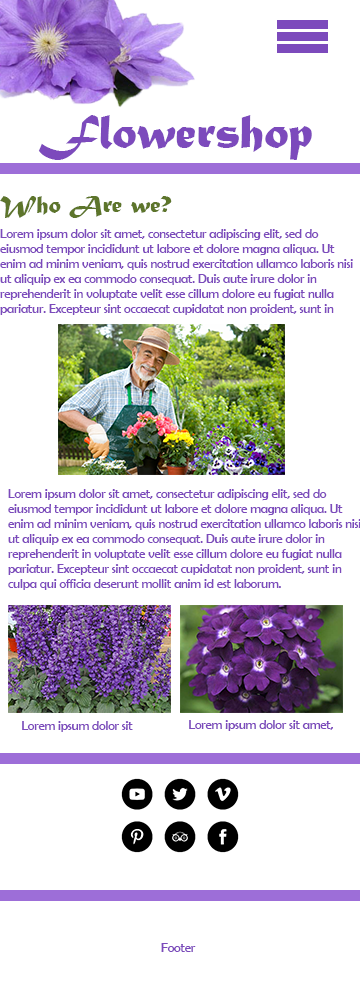 Flowershop
Who Are we?
Lorem ipsum dolor sit amet, consectetur adipiscing elit, sed do
eiusmod tempor incididunt ut labore et dolore magna aliqua. Ut
enim ad minim veniam, quis nostrud exercitation ullamco laboris nisi
ut aliquip ex ea commodo consequat. Duis aute irure dolor in
reprehenderit in voluptate velit esse cillum dolore eu fugiat nulla
pariatur. Excepteur sint occaecat cupidatat non proident, sunt in
Lorem ipsum dolor sit amet, consectetur adipiscing elit, sed do
eiusmod tempor incididunt ut labore et dolore magna aliqua. Ut
enim ad minim veniam, quis nostrud exercitation ullamco laboris nisi
ut aliquip ex ea commodo consequat. Duis aute irure dolor in
reprehenderit in voluptate velit esse cillum dolore eu fugiat nulla
pariatur. Excepteur sint occaecat cupidatat non proident, sunt in
culpa qui officia deserunt mollit anim id est laborum.
Lorem ipsum dolor sit
Lorem ipsum dolor sit amet,
Footer